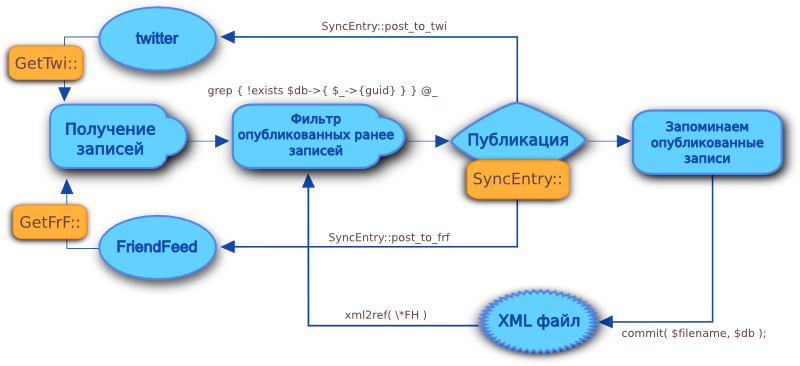 SyncEntry::post_to_twi
twitter
GetTwi::
grep { !exists $db->{ $_->{guid} } } @_
Получение
записей
Фильтр
опубликованных ранее
записей
Публикация
SyncEntry::
Запоминаем
опубликованные
записи
GetFrF::
FriendFeed
SyncEntry::post_to_frf
xml2ref( \*FH )
XML файл
commit( $filename, $db );